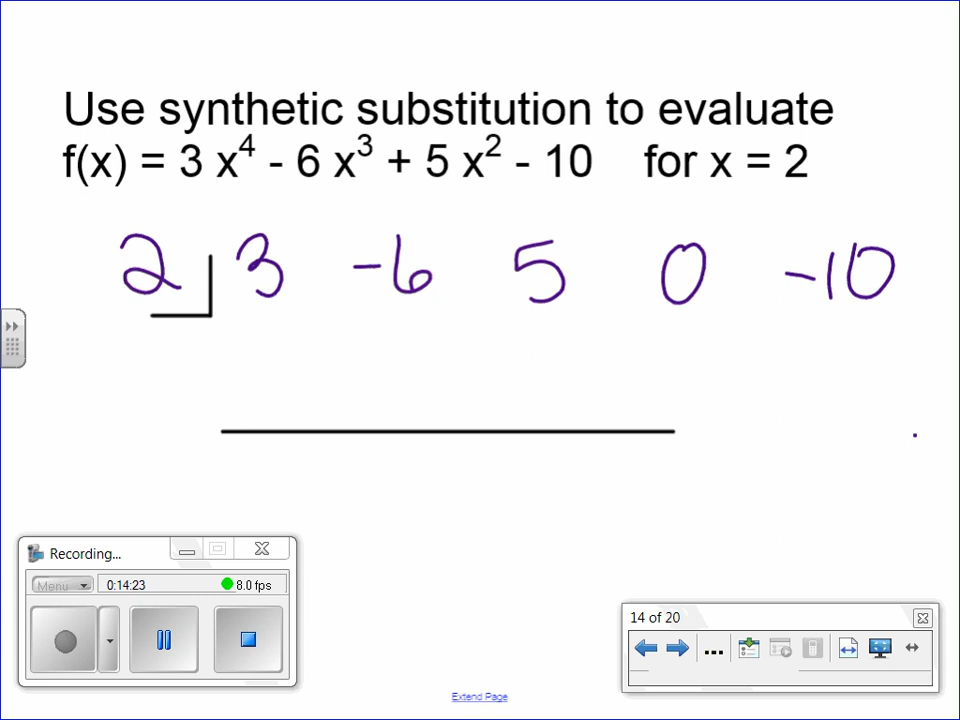 Use synthetic substitution to evaluate
f(x) = 3 x⁴ - 6 x³ + 5 x² - 10 for x = 2
2 3 -6 5 0 -10
Recording...
Menu 0:14:23 8.0 fps
14 of 20
...
Extend Page